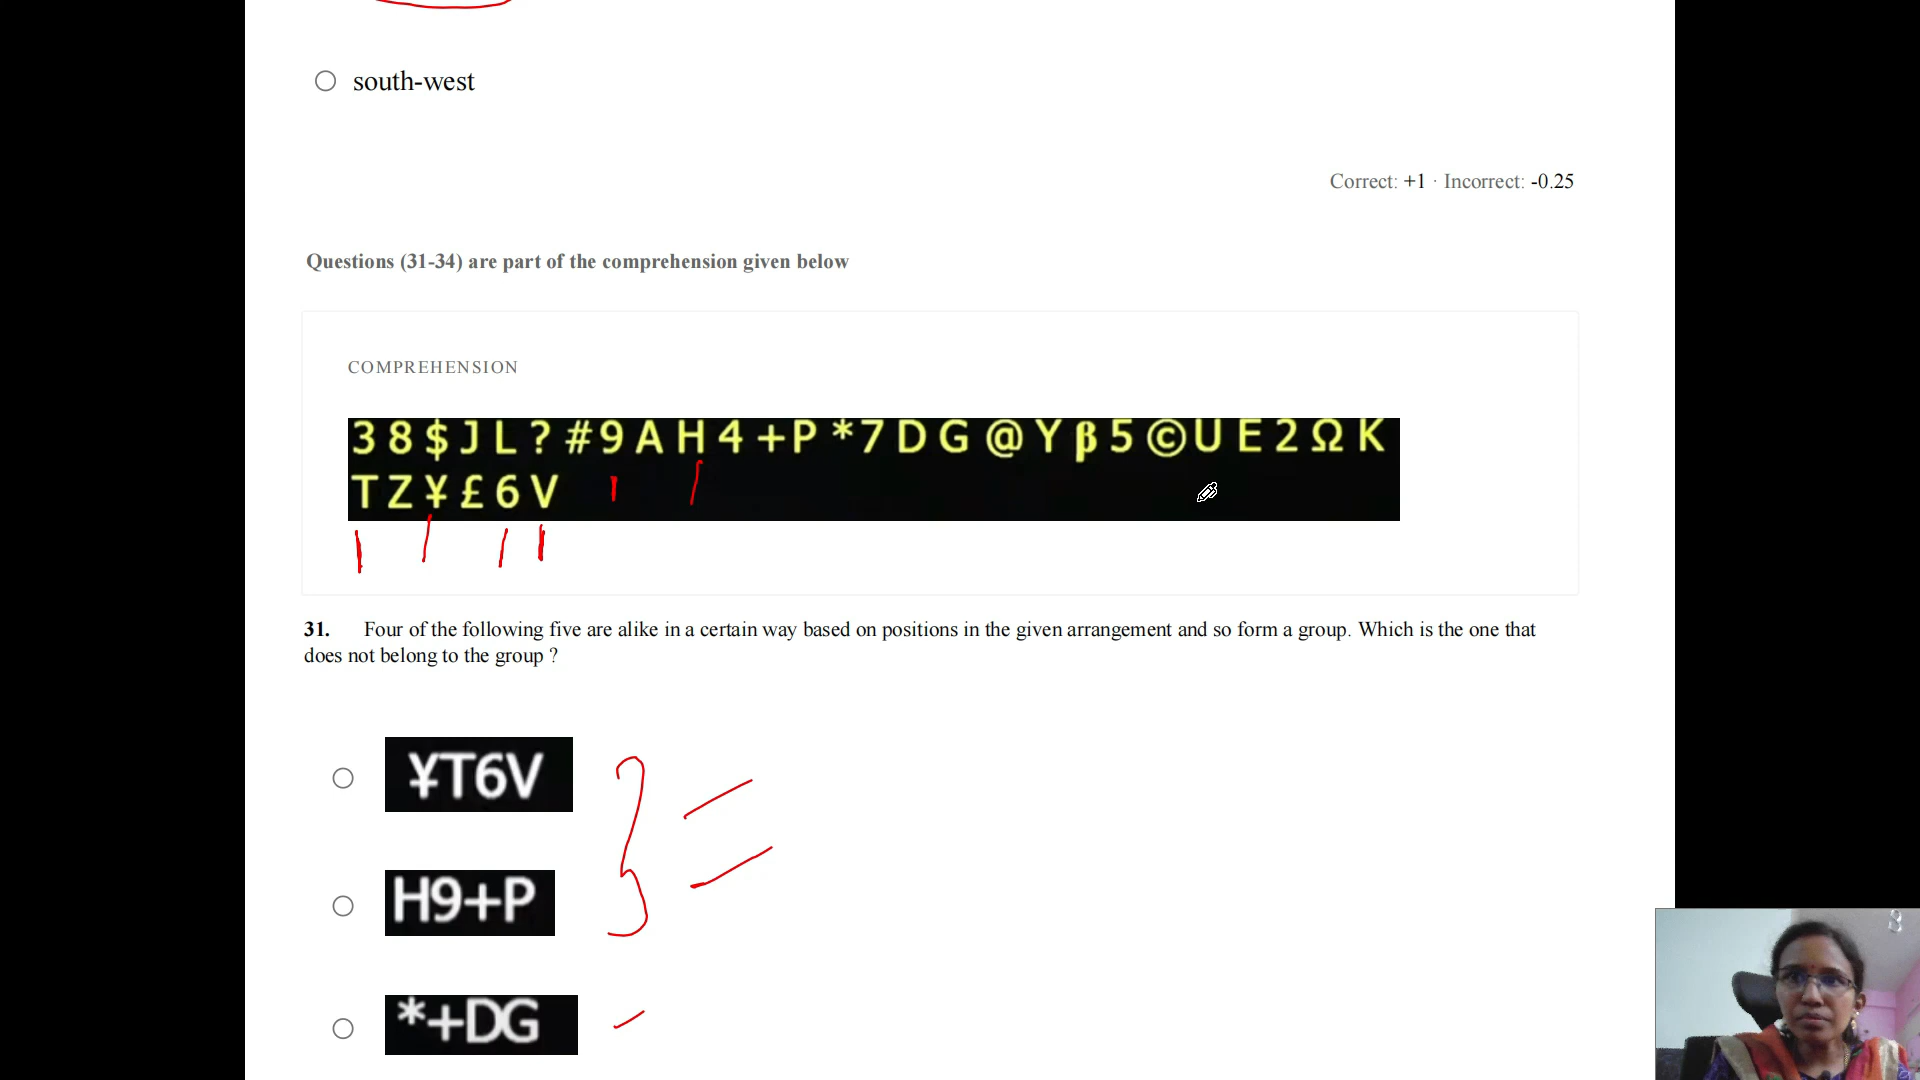 south-west
Correct: +1 · Incorrect: -0.25
Questions (31-34) are part of the comprehension given below
COMPREHENSION
3 8 $ J L ? # 9 A H 4 + P * 7 D G @ Y β 5 © U E 2 Ω K
T Z ¥ £ 6 V
31. Four of the following five are alike in a certain way based on positions in the given arrangement and so form a group. Which is the one that
does not belong to the group ?
¥T6V
H9+P
*+DG
8